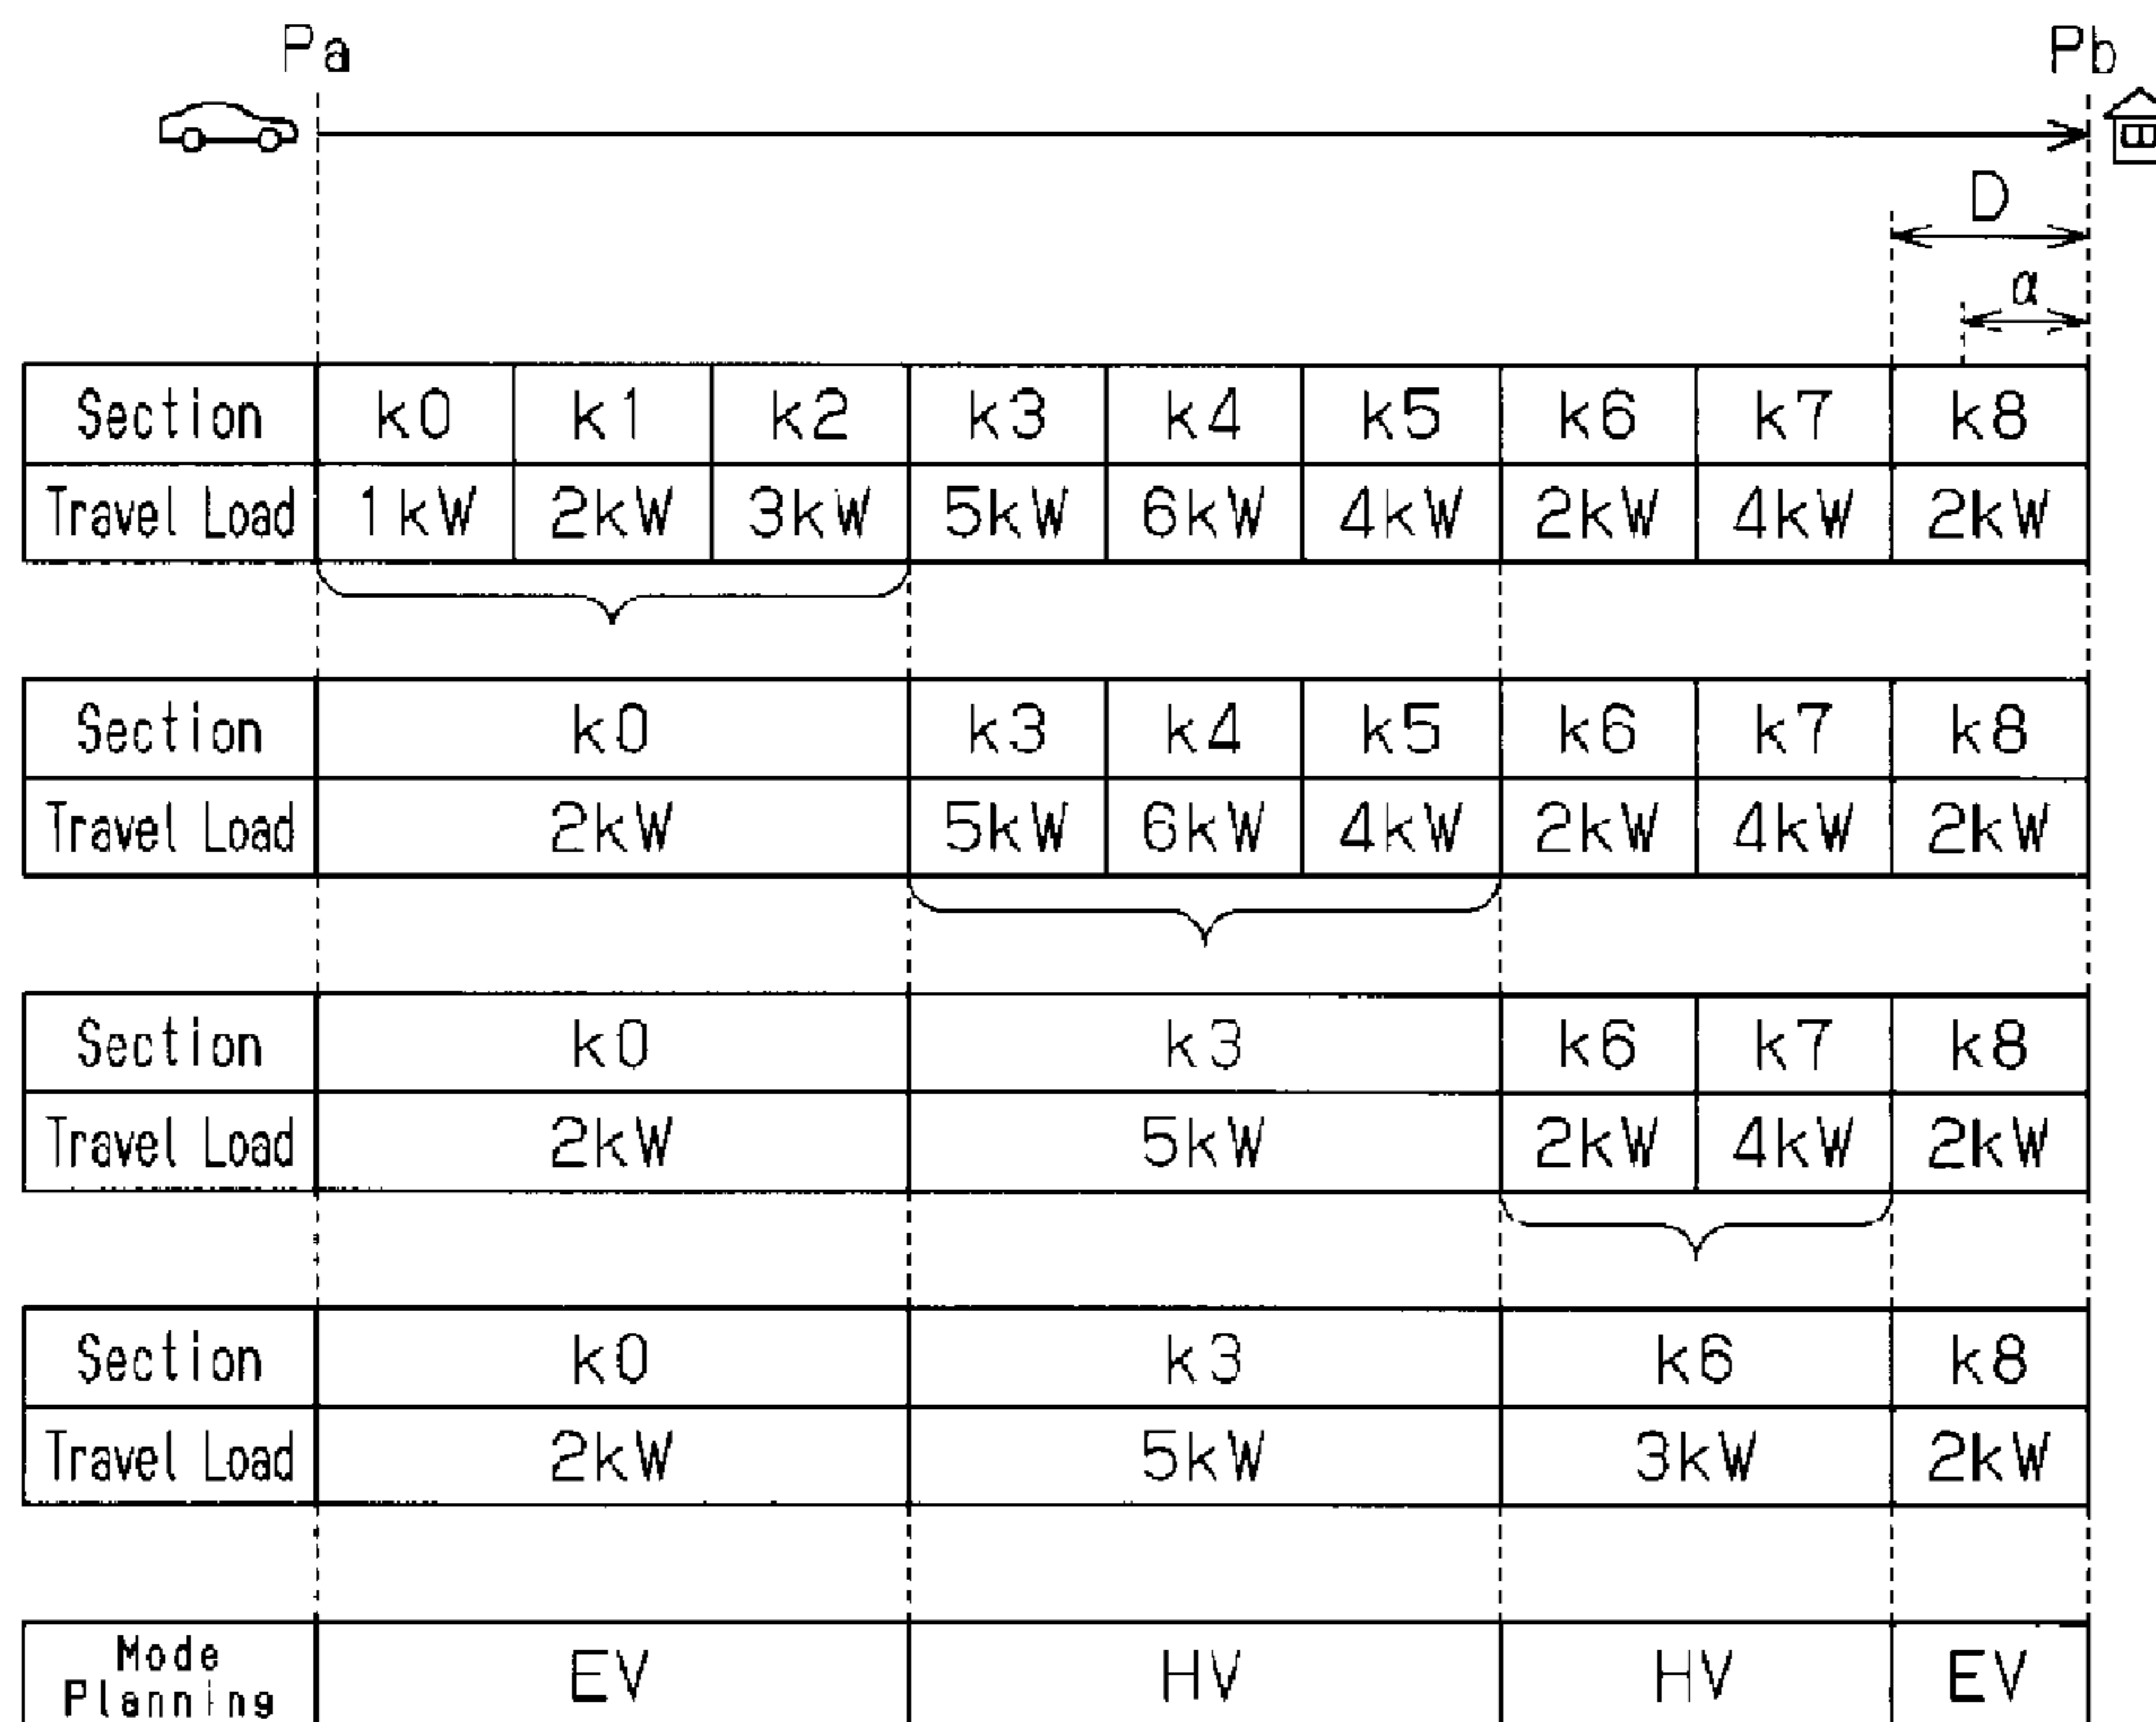 Pa Pb
D
α
Section k0 k1 k2 k3 k4 k5 k6 k7 k8
Travel Load 1kW 2kW 3kW 5kW 6kW 4kW 2kW 4kW 2kW
Section k0 k3 k4 k5 k6 k7 k8
Travel Load 2kW 5kW 6kW 4kW 2kW 4kW 2kW
Section k0 k3 k6 k7 k8
Travel Load 2kW 5kW 2kW 4kW 2kW
Section k0 k3 k6 k8
Travel Load 2kW 5kW 3kW 2kW
Mode
Planning EV HV HV EV